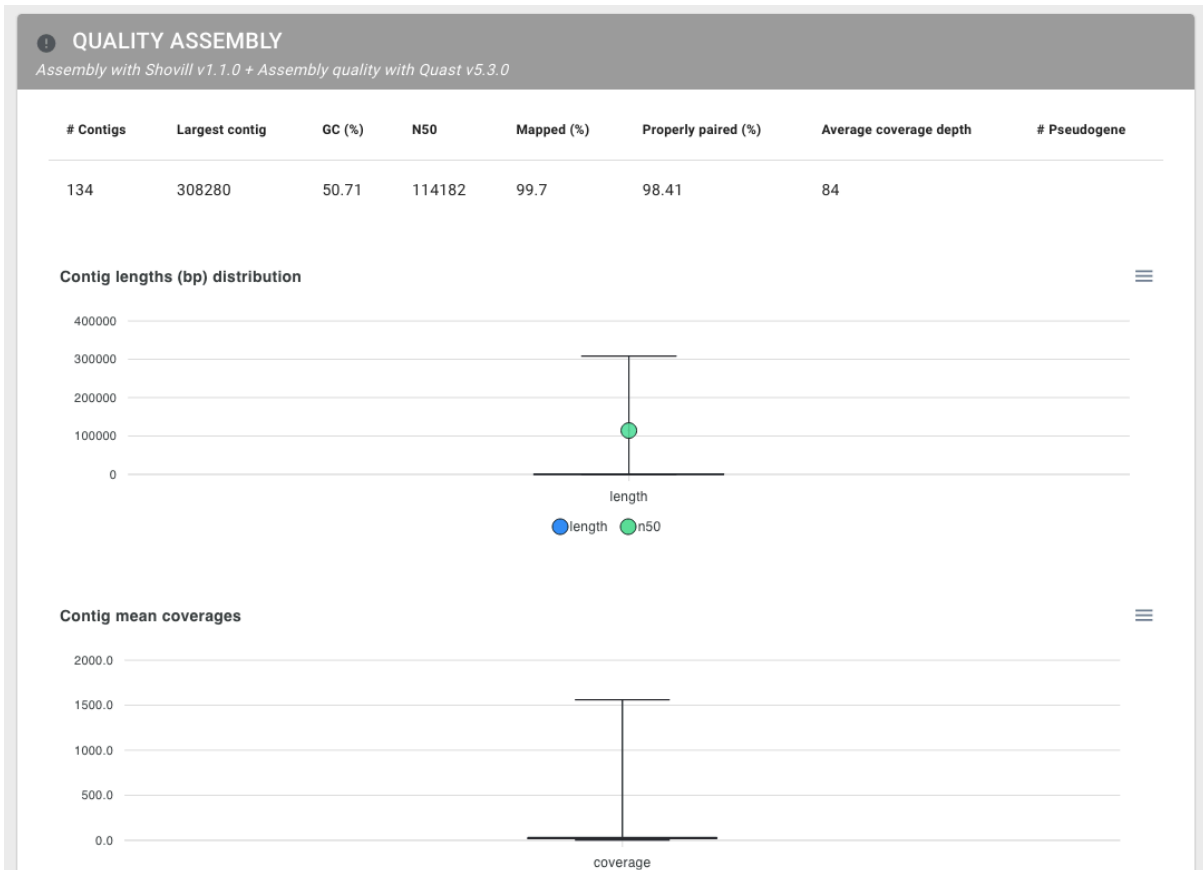 QUALITY ASSEMBLY
Assembly with Shovill v1.1.0 + Assembly quality with Quast v5.3.0
# Contigs Largest contig GC (%) N50 Mapped (%) Properly paired (%) Average coverage depth # Pseudogene
134 308280 50.71 114182 99.7 98.41 84
Contig lengths (bp) distribution
400000
300000
200000
100000
0
length
length n50
Contig mean coverages
2000.0
1500.0
1000.0
500.0
0.0
coverage